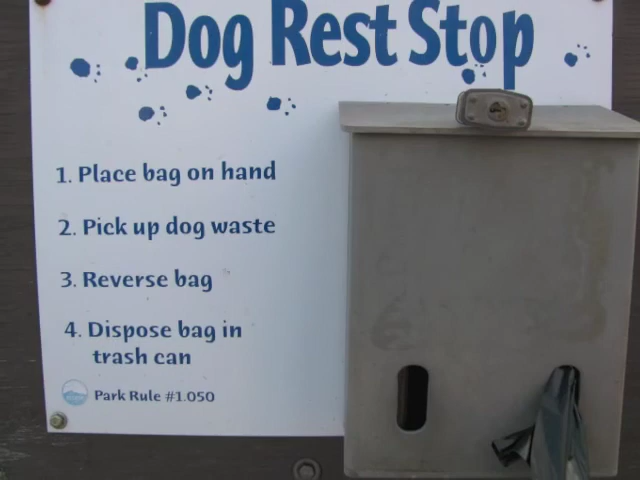 Dog Rest Stop
1. Place bag on hand
2. Pick up dog waste
3. Reverse bag
4. Dispose bag in
trash can
Park Rule #1.050